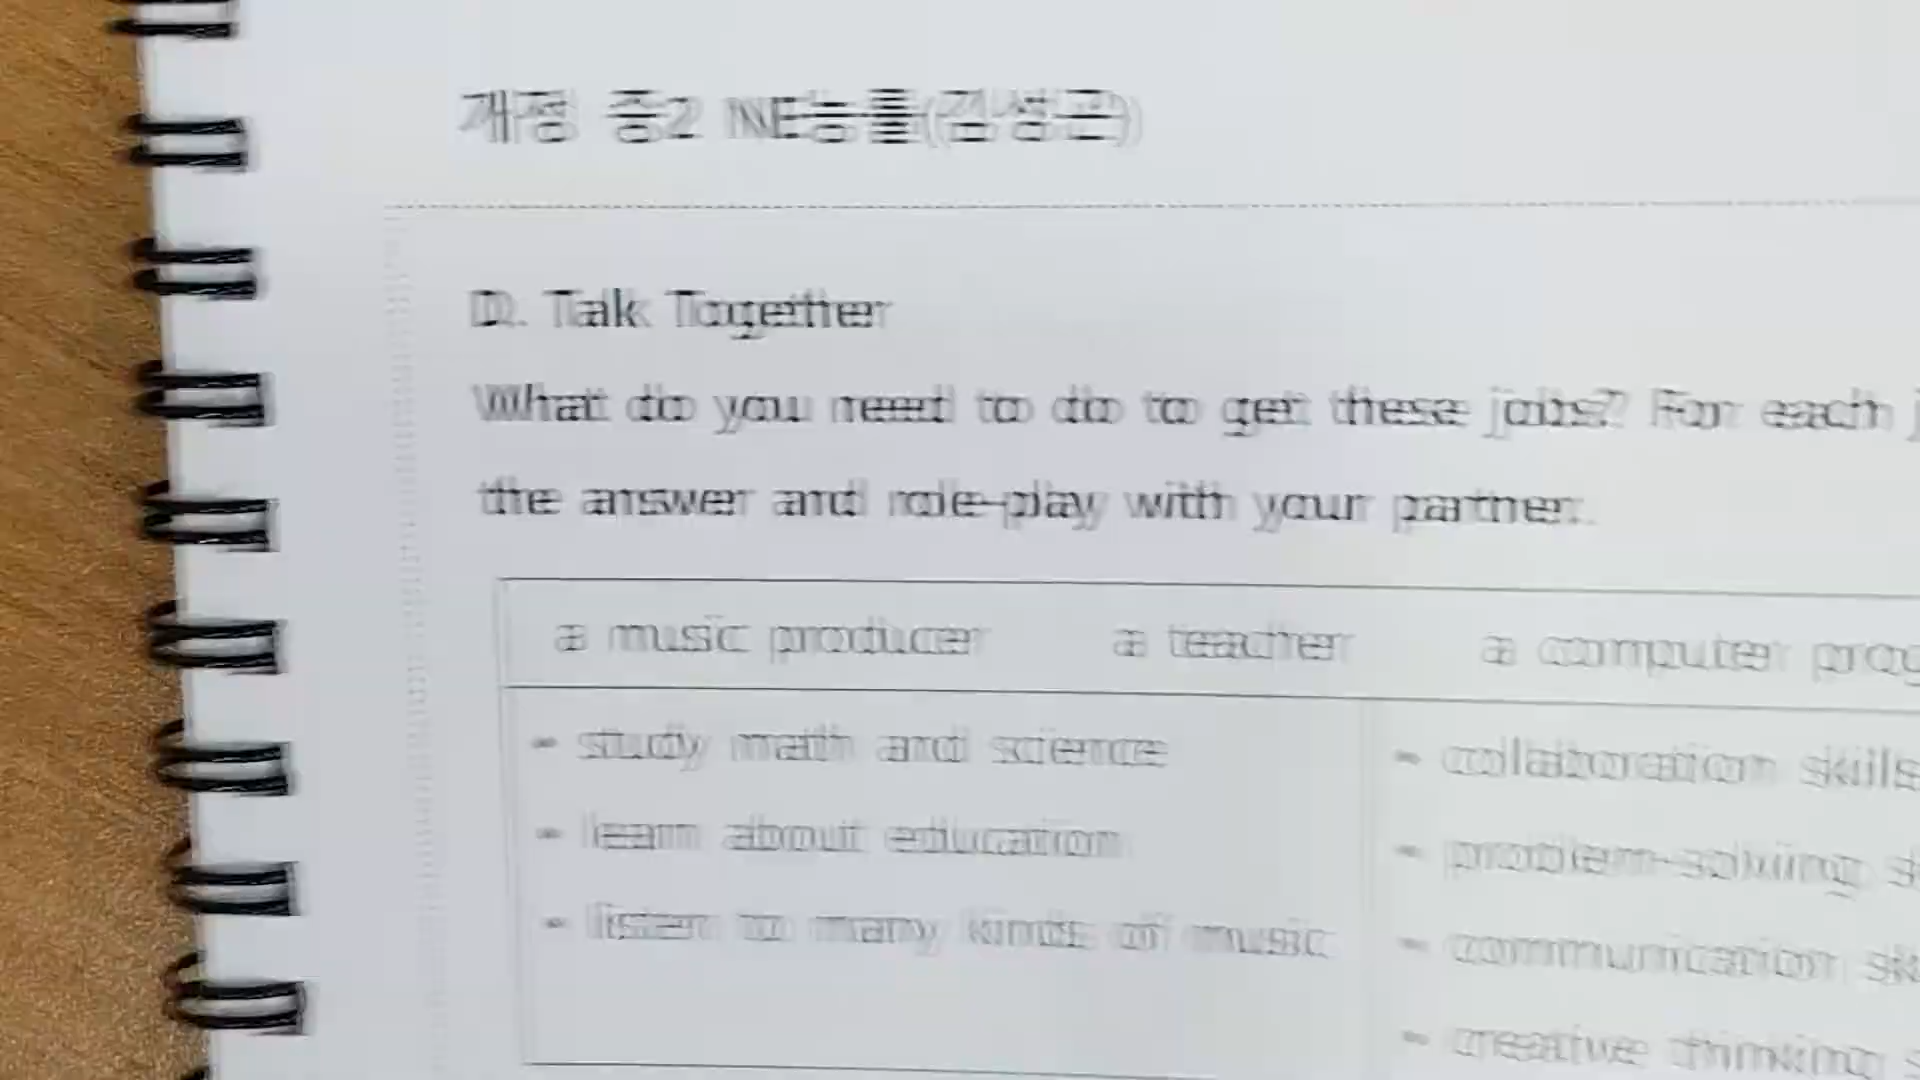 개정 중2 NE능률(김성곤)
D. Talk Together
What do you need to do to get these jobs? For each
the answer and role-play with your partner.
a music producer a teacher a computer
- study math and science
- learn about education
- listen to many kinds of music
- collaboration skills
- problem-solving
- communication
- creative thinking